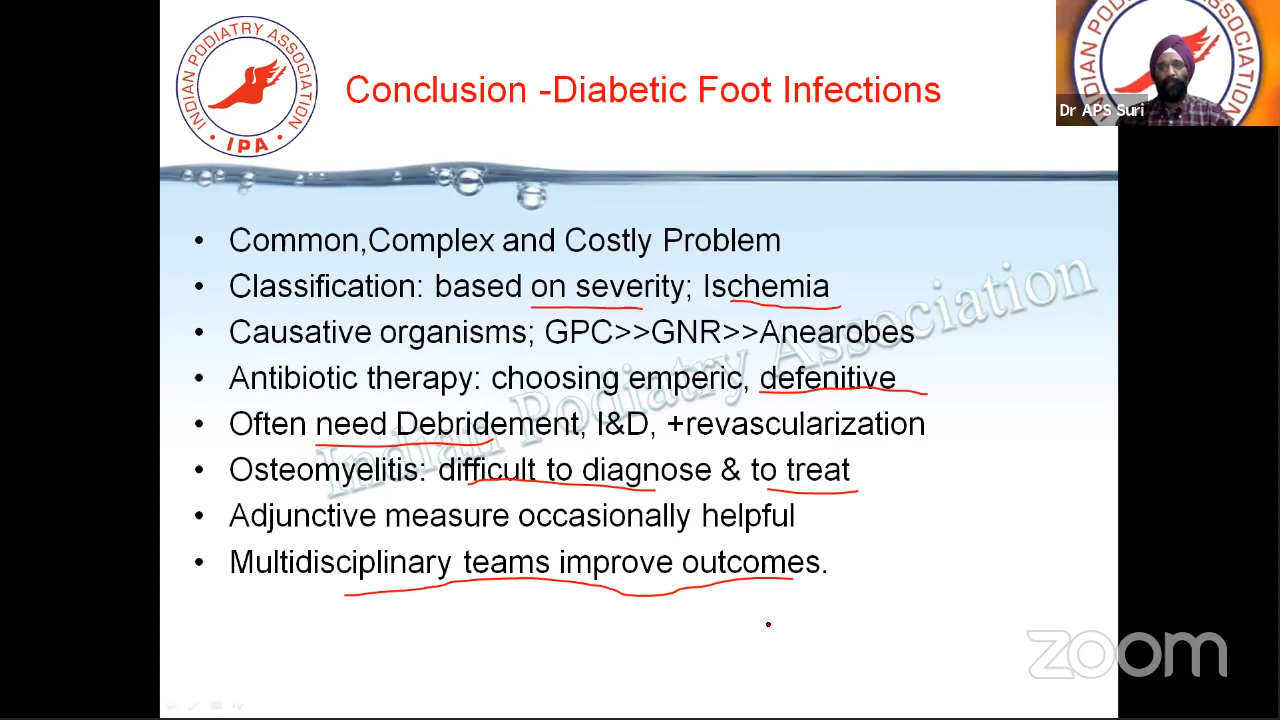 INDIAN PODIATRY ASSOCIATION
• IPA •
Conclusion -Diabetic Foot Infections
Dr APS Suri
• Common,Complex and Costly Problem
• Classification: based on severity; Ischemia
• Causative organisms; GPC>>GNR>>Anearobes
• Antibiotic therapy: choosing emperic, defenitive
• Often need Debridement, I&D, +revascularization
• Osteomyelitis: difficult to diagnose & to treat
• Adjunctive measure occasionally helpful
• Multidisciplinary teams improve outcomes.
Indian Podiatry Association
zoom